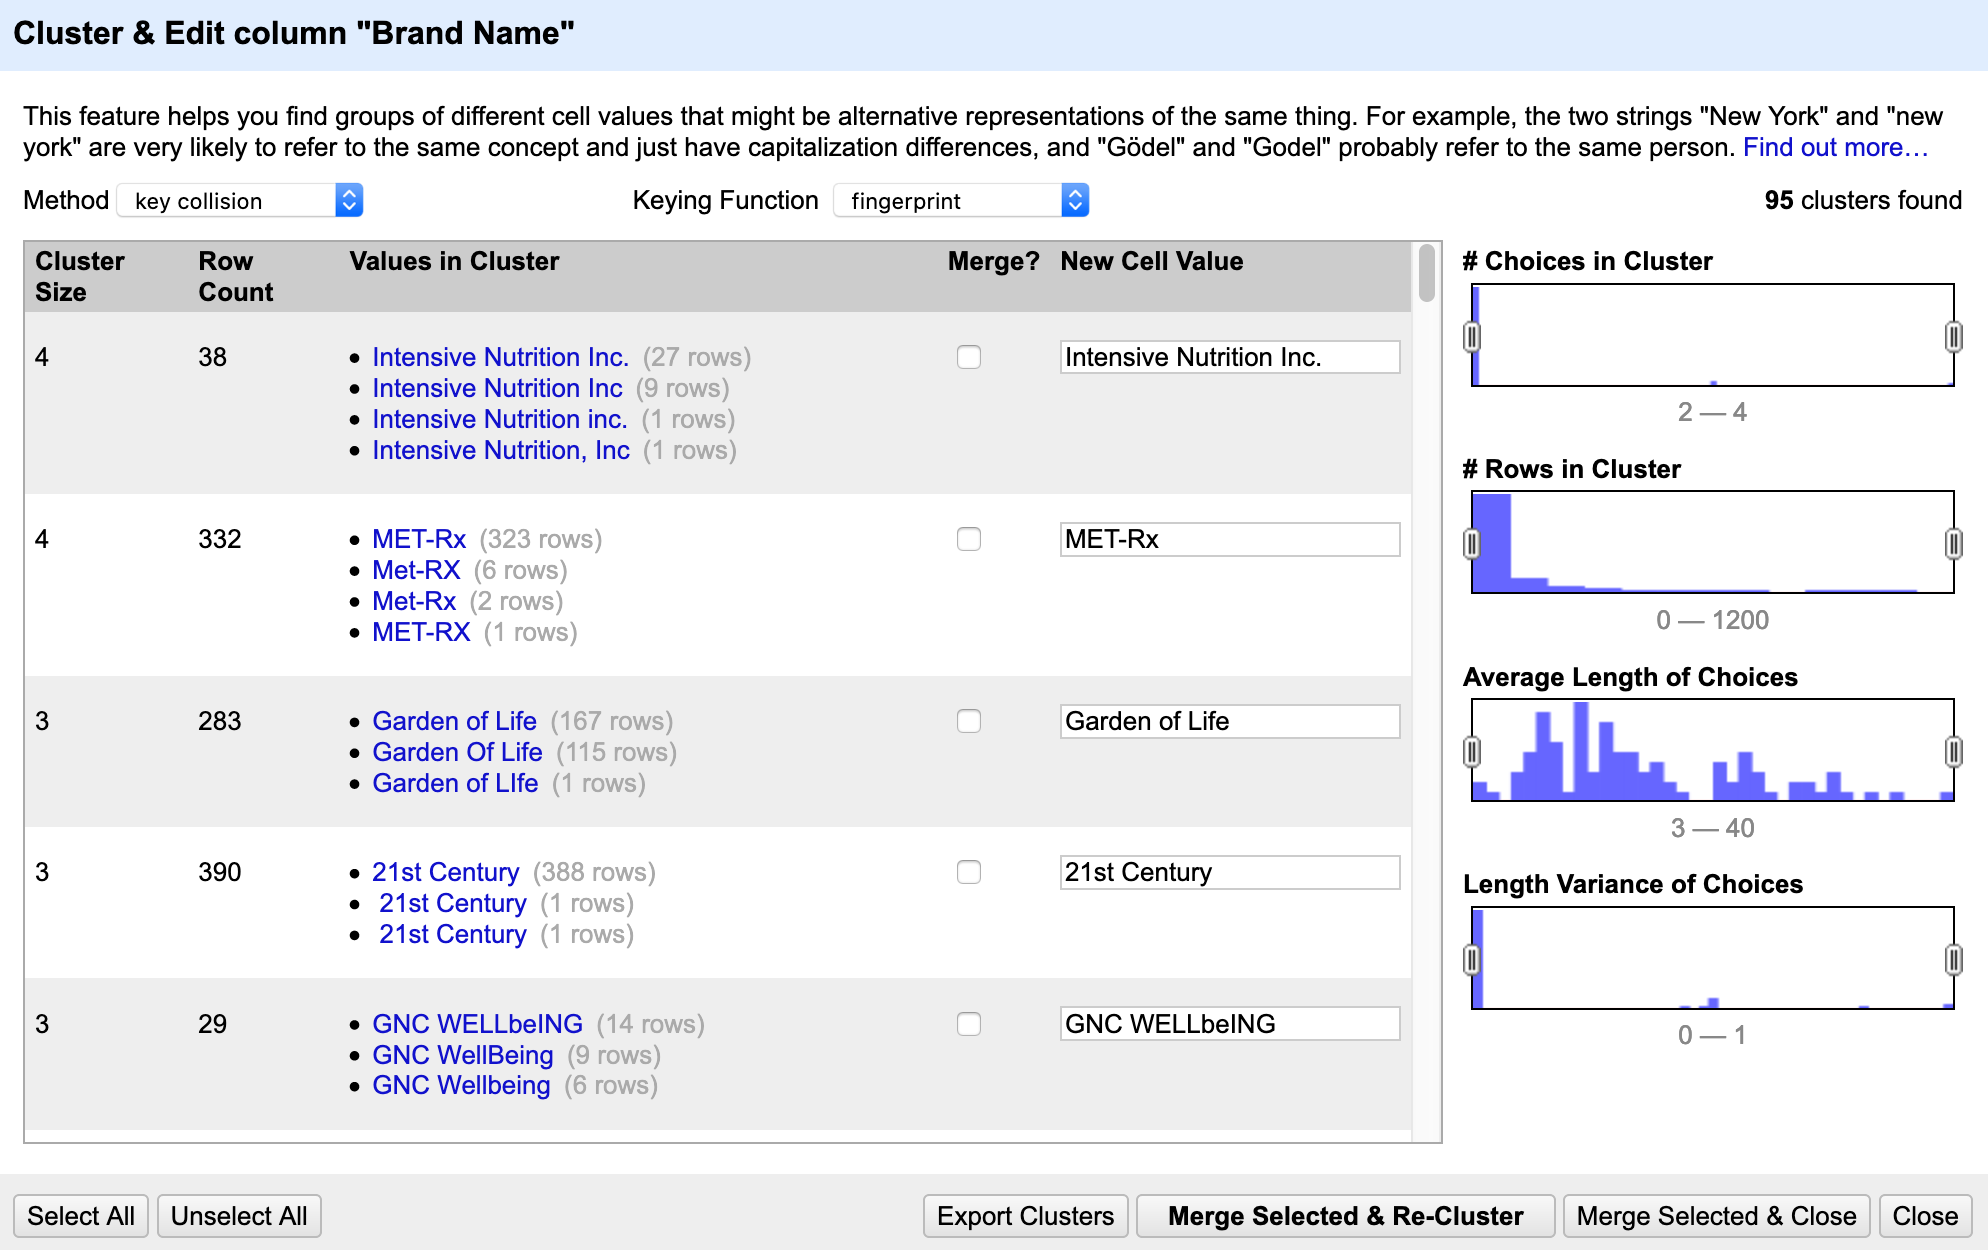 Cluster & Edit column "Brand Name"
This feature helps you find groups of different cell values that might be alternative representations of the same thing. For example, the two strings "New York" and "new
york" are very likely to refer to the same concept and just have capitalization differences, and "Gödel" and "Godel" probably refer to the same person. Find out more…
Method key collision Keying Function fingerprint 95 clusters found
Cluster Size Row Count Values in Cluster Merge? New Cell Value
4 38 • Intensive Nutrition Inc. (27 rows) Intensive Nutrition Inc.
• Intensive Nutrition Inc (9 rows)
• Intensive Nutrition inc. (1 rows)
• Intensive Nutrition, Inc (1 rows)
4 332 • MET-Rx (323 rows) MET-Rx
• Met-RX (6 rows)
• Met-Rx (2 rows)
• MET-RX (1 rows)
3 283 • Garden of Life (167 rows) Garden of Life
• Garden Of Life (115 rows)
• Garden of LIfe (1 rows)
3 390 • 21st Century (388 rows) 21st Century
• 21st Century (1 rows)
• 21st Century (1 rows)
3 29 • GNC WELLbeING (14 rows) GNC WELLbeING
• GNC WellBeing (9 rows)
• GNC Wellbeing (6 rows)
# Choices in Cluster
2 — 4
# Rows in Cluster
0 — 1200
Average Length of Choices
3 — 40
Length Variance of Choices
0 — 1
Select All Unselect All Export Clusters Merge Selected & Re-Cluster Merge Selected & Close Close